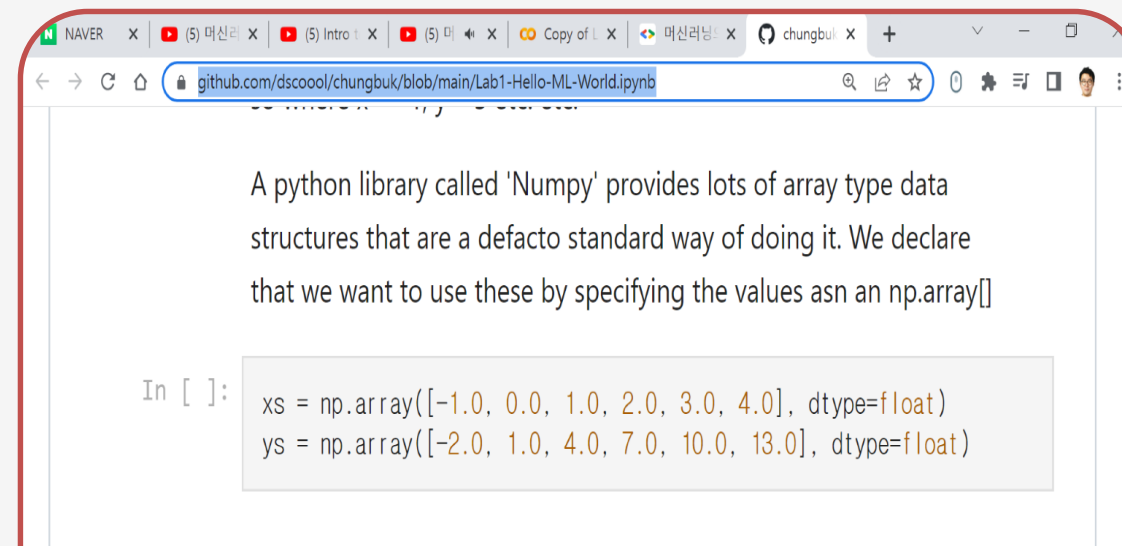 NAVER (5) 머신러 (5) Intro t (5) 머 Copy of L 머신러닝 chungbuk
github.com/dscoool/chungbuk/blob/main/Lab1-Hello-ML-World.ipynb
A python library called 'Numpy' provides lots of array type data
structures that are a defacto standard way of doing it. We declare
that we want to use these by specifying the values asn an np.array[]
In [ ]:
xs = np.array([-1.0, 0.0, 1.0, 2.0, 3.0, 4.0], dtype=float)
ys = np.array([-2.0, 1.0, 4.0, 7.0, 10.0, 13.0], dtype=float)